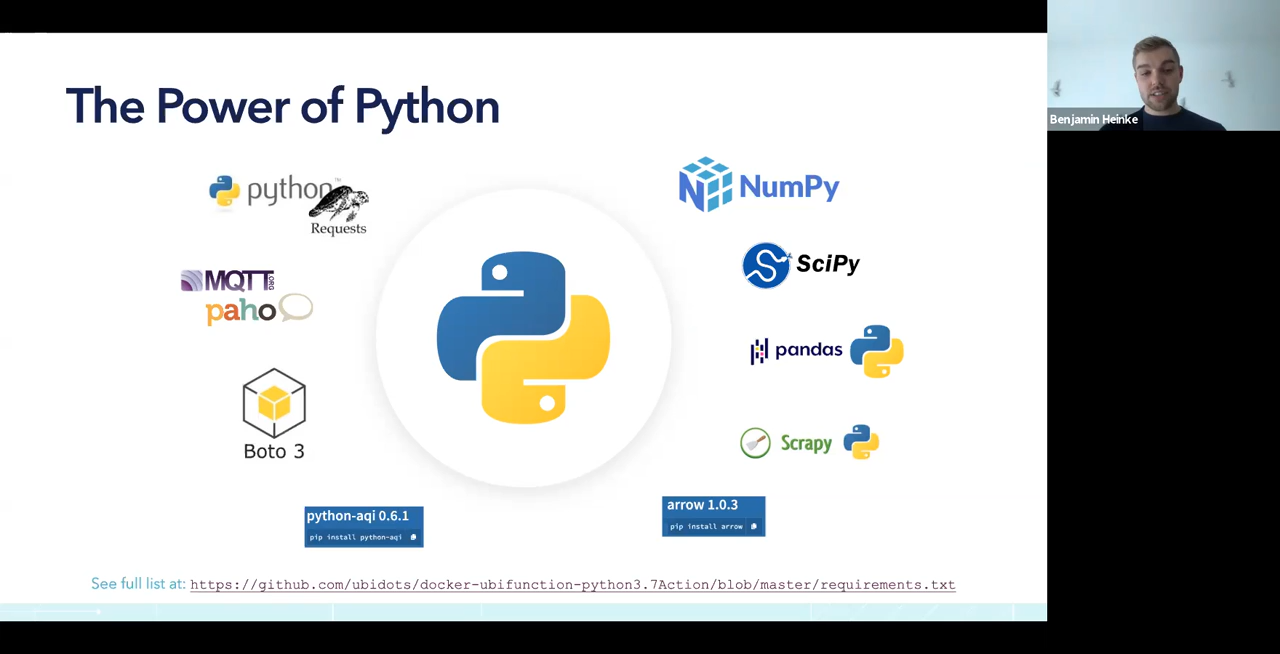 The Power of Python
Benjamin Heinke
python™
Requests
NumPy
MQTT.ORG
paho
SciPy
pandas
Boto 3
Scrapy
python-aqi 0.6.1
pip install python-aqi
arrow 1.0.3
pip install arrow
See full list at: https://github.com/ubidots/docker-ubifunction-python3.7Action/blob/master/requirements.txt